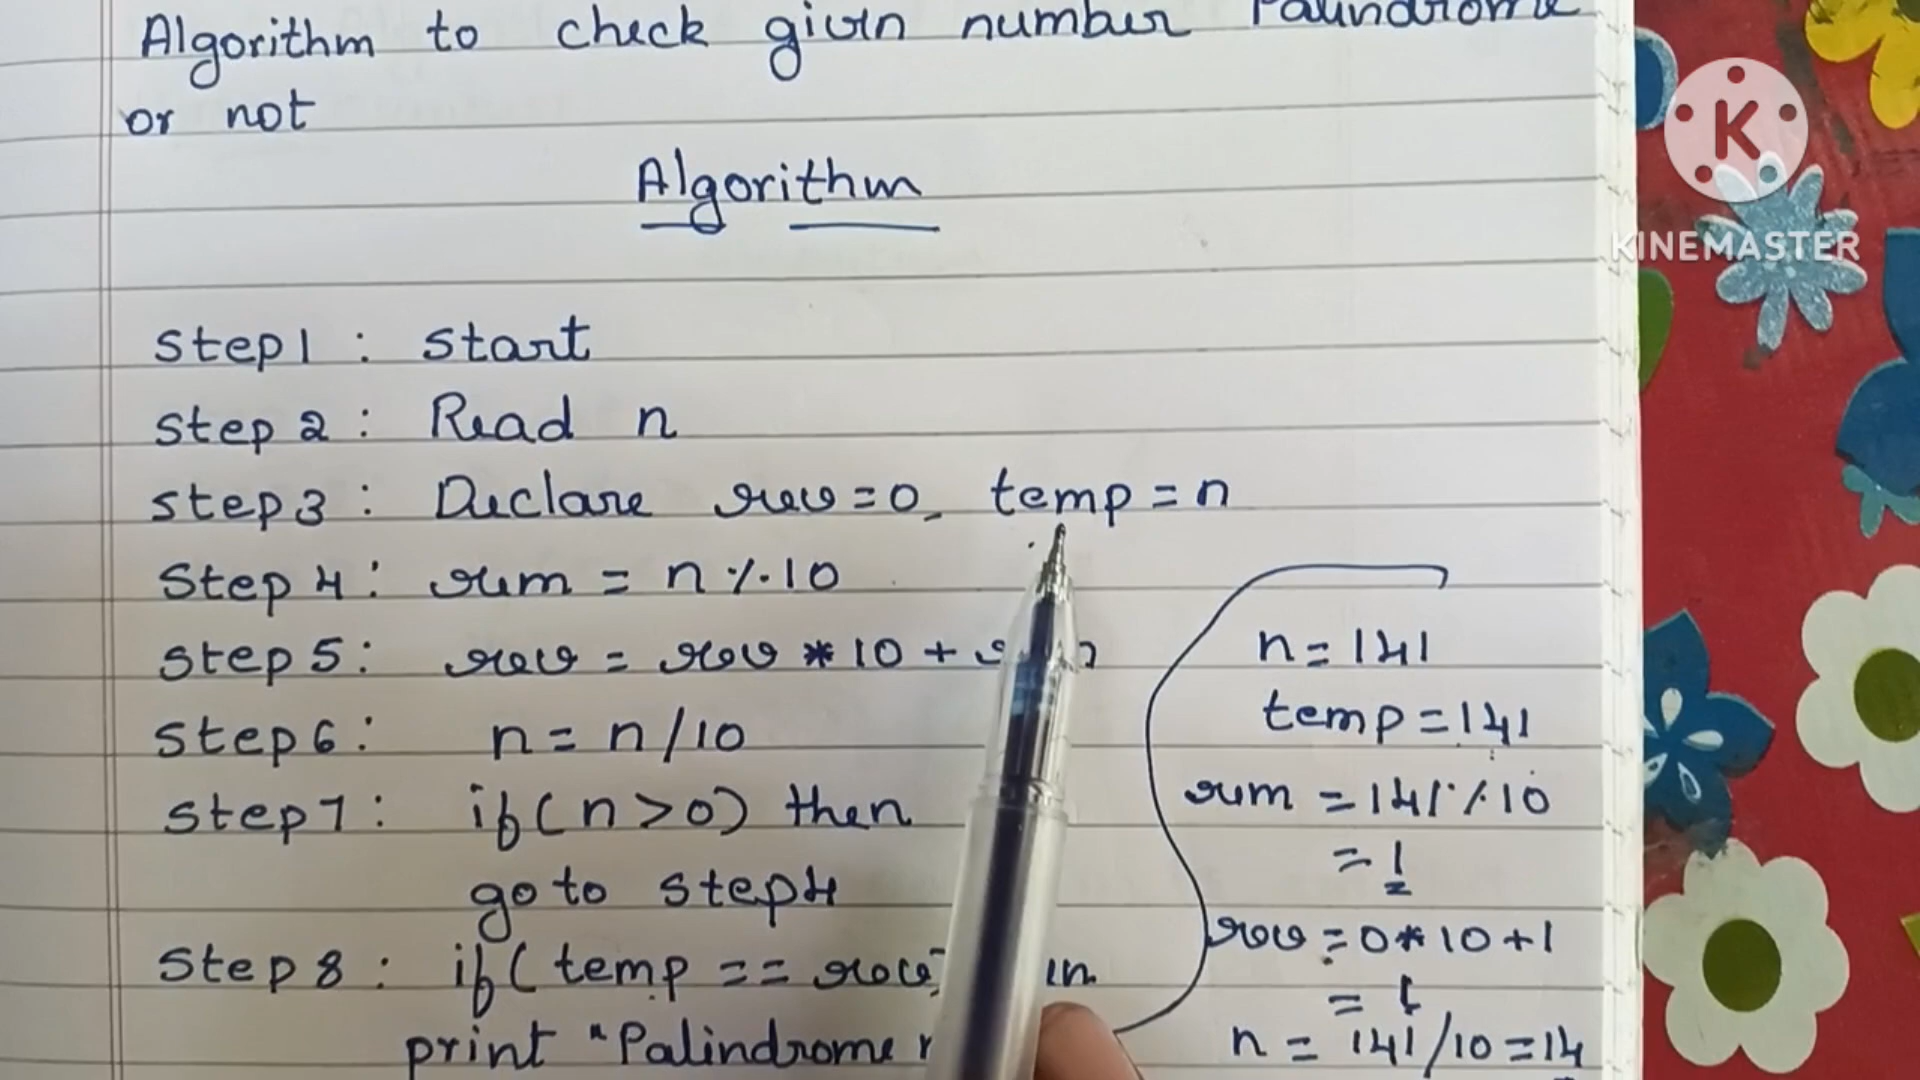 Algorithm to check given number Palindrome
or not
Algorithm
Step1 : Start
Step 2 : Read n
Step3 : Declare rev=0, temp=n
Step 4 : rem = n%10
Step 5 : rev = rev * 10 +
Step6 : n = n/10
Step7 : if(n>0) then
go to step4
Step 8 : if( temp == rev)
print "Palindrome
n=141
temp=141
rem =141%10
=1
rev=0*10+1
= 1
n = 141/10=14
K
KINEMASTER